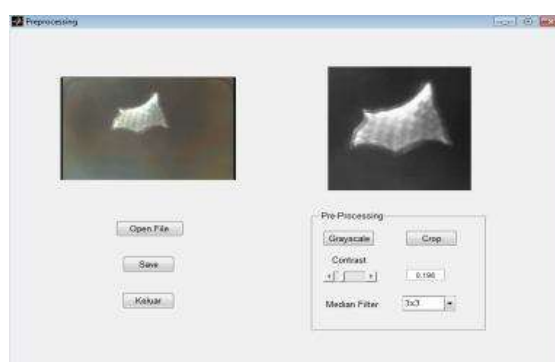 Preprocessing
Open File
Save
Keluar
Pre Processing
Grayscale
Crop
Contrast
0.196
Median Filter
3x3